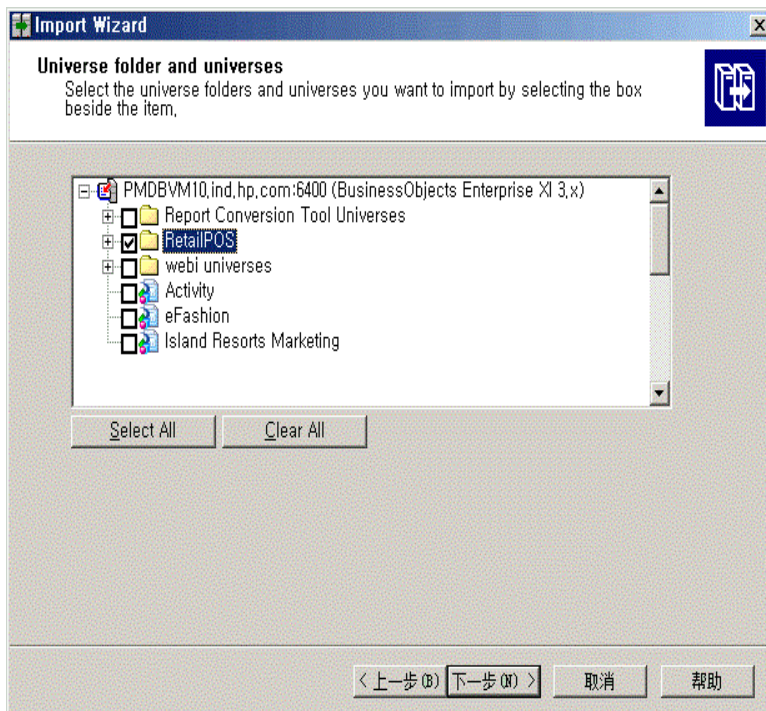 Import Wizard
Universe folder and universes
Select the universe folders and universes you want to import by selecting the box
beside the item,
PMDBVM10,ind,hp,com:6400 (BusinessObjects Enterprise XI 3,x)
Report Conversion Tool Universes
RetailPOS
webi universes
Activity
eFashion
Island Resorts Marketing
Select All Clear All
< 上一步(B) 下一步(N) > 取消 帮助